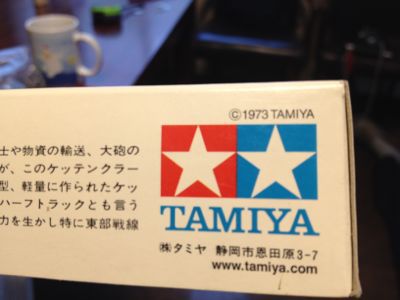 ©1973 TAMIYA
士や物資の輸送、大砲の
が、このケッテンクラー
型、軽量に作られたケッ
ハーフトラックとも言う
力を生かし特に東部戦線
TAMIYA
㈱タミヤ 静岡市恩田原3-7
www.tamiya.com